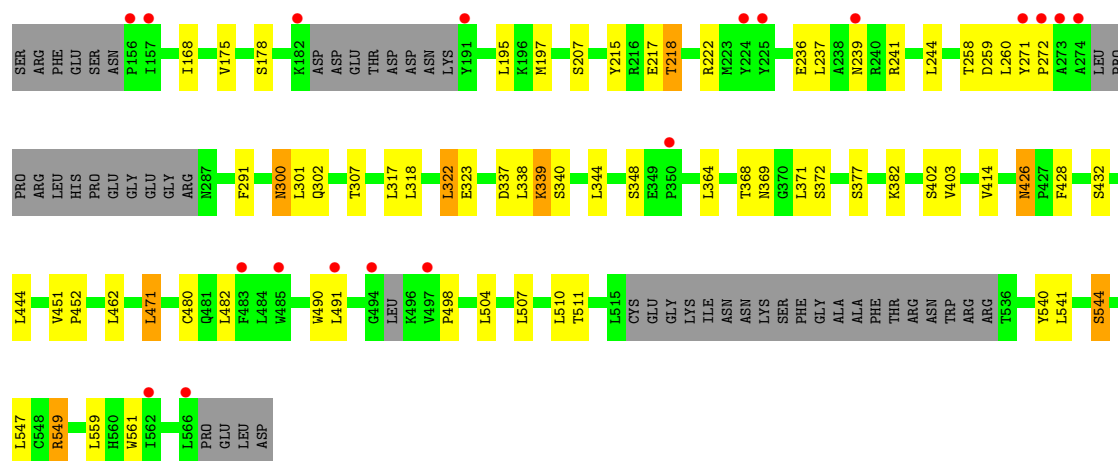 SER ARG PHE GLU SER ASN P156 I157 I168 V175 S178 K182 ASP ASP GLU THR ASP ASP ASN LYS Y191 L195 K196 M197 S207 Y215 R216 E217 T218 R222 M223 Y224 Y225 E236 L237 A238 N239 R240 R241 L244 T258 D259 L260 Y271 P272 A273 A274 LEU PRO
PRO ARG LEU HIS PRO GLU GLY GLU GLY ARG N287 F291 N300 L301 Q302 T307 L317 L318 L322 E323 D337 L338 K339 S340 L344 S348 E349 P350 L364 T368 N369 G370 L371 S372 S377 K382 S402 V403 V414 N426 P427 F428 S432
L444 V451 P452 L462 L471 C480 Q481 L482 F483 L484 W485 W490 L491 G494 LEU K496 V497 P498 L504 L507 L510 T511 L515 CYS GLU GLY LYS ILE ASN ASN LYS SER PHE GLY ALA ALA PHE THR ARG ASN TRP ARG ARG T536 Y540 L541 S544
L547 C548 R549 L559 H560 W561 I562 L566 PRO GLU LEU ASP